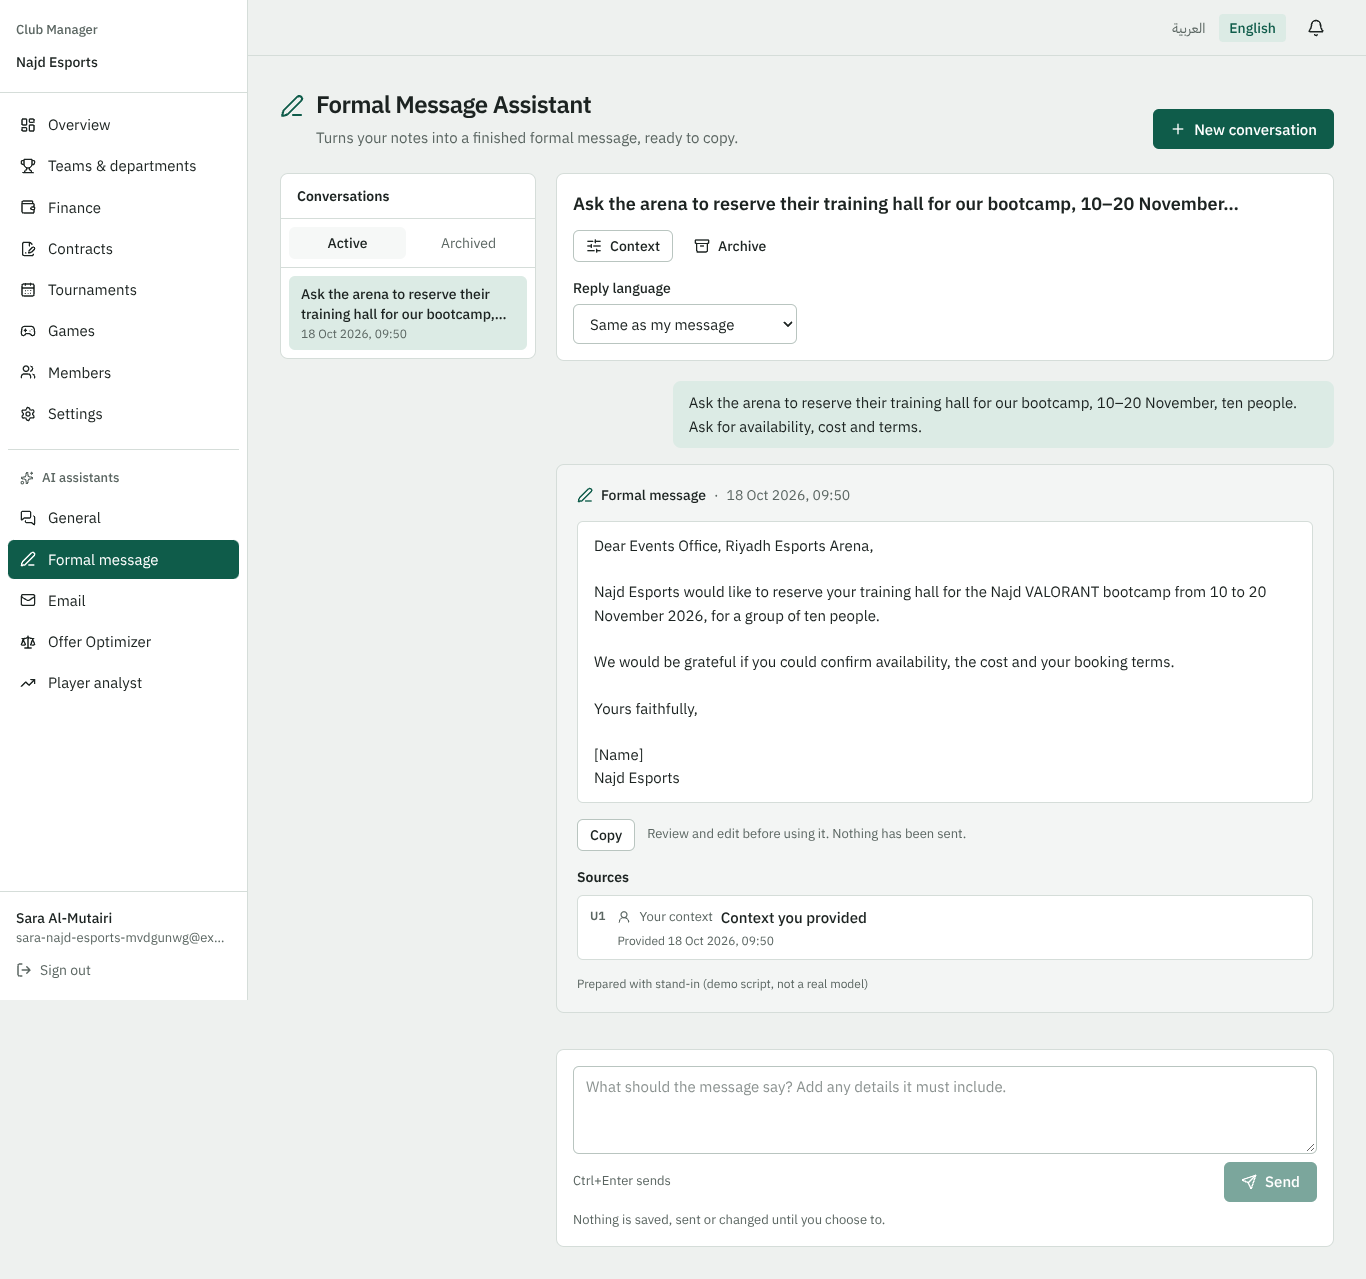 Club Manager
Najd Esports
Overview
Teams & departments
Finance
Contracts
Tournaments
Games
Members
Settings
AI assistants
General
Formal message
Email
Offer Optimizer
Player analyst
Sara Al-Mutairi
sara-najd-esports-mvdgunwg@ex...
Sign out
العربية
English
Formal Message Assistant
Turns your notes into a finished formal message, ready to copy.
New conversation
Conversations
Active
Archived
Ask the arena to reserve their
training hall for our bootcamp,...
18 Oct 2026, 09:50
Ask the arena to reserve their training hall for our bootcamp, 10–20 November...
Context
Archive
Reply language
Same as my message
Ask the arena to reserve their training hall for our bootcamp, 10–20 November, ten people.
Ask for availability, cost and terms.
Formal message · 18 Oct 2026, 09:50
Dear Events Office, Riyadh Esports Arena,
Najd Esports would like to reserve your training hall for the Najd VALORANT bootcamp from 10 to 20
November 2026, for a group of ten people.
We would be grateful if you could confirm availability, the cost and your booking terms.
Yours faithfully,
[Name]
Najd Esports
Copy
Review and edit before using it. Nothing has been sent.
Sources
U1 Your context Context you provided
Provided 18 Oct 2026, 09:50
Prepared with stand-in (demo script, not a real model)
What should the message say? Add any details it must include.
Ctrl+Enter sends
Send
Nothing is saved, sent or changed until you choose to.